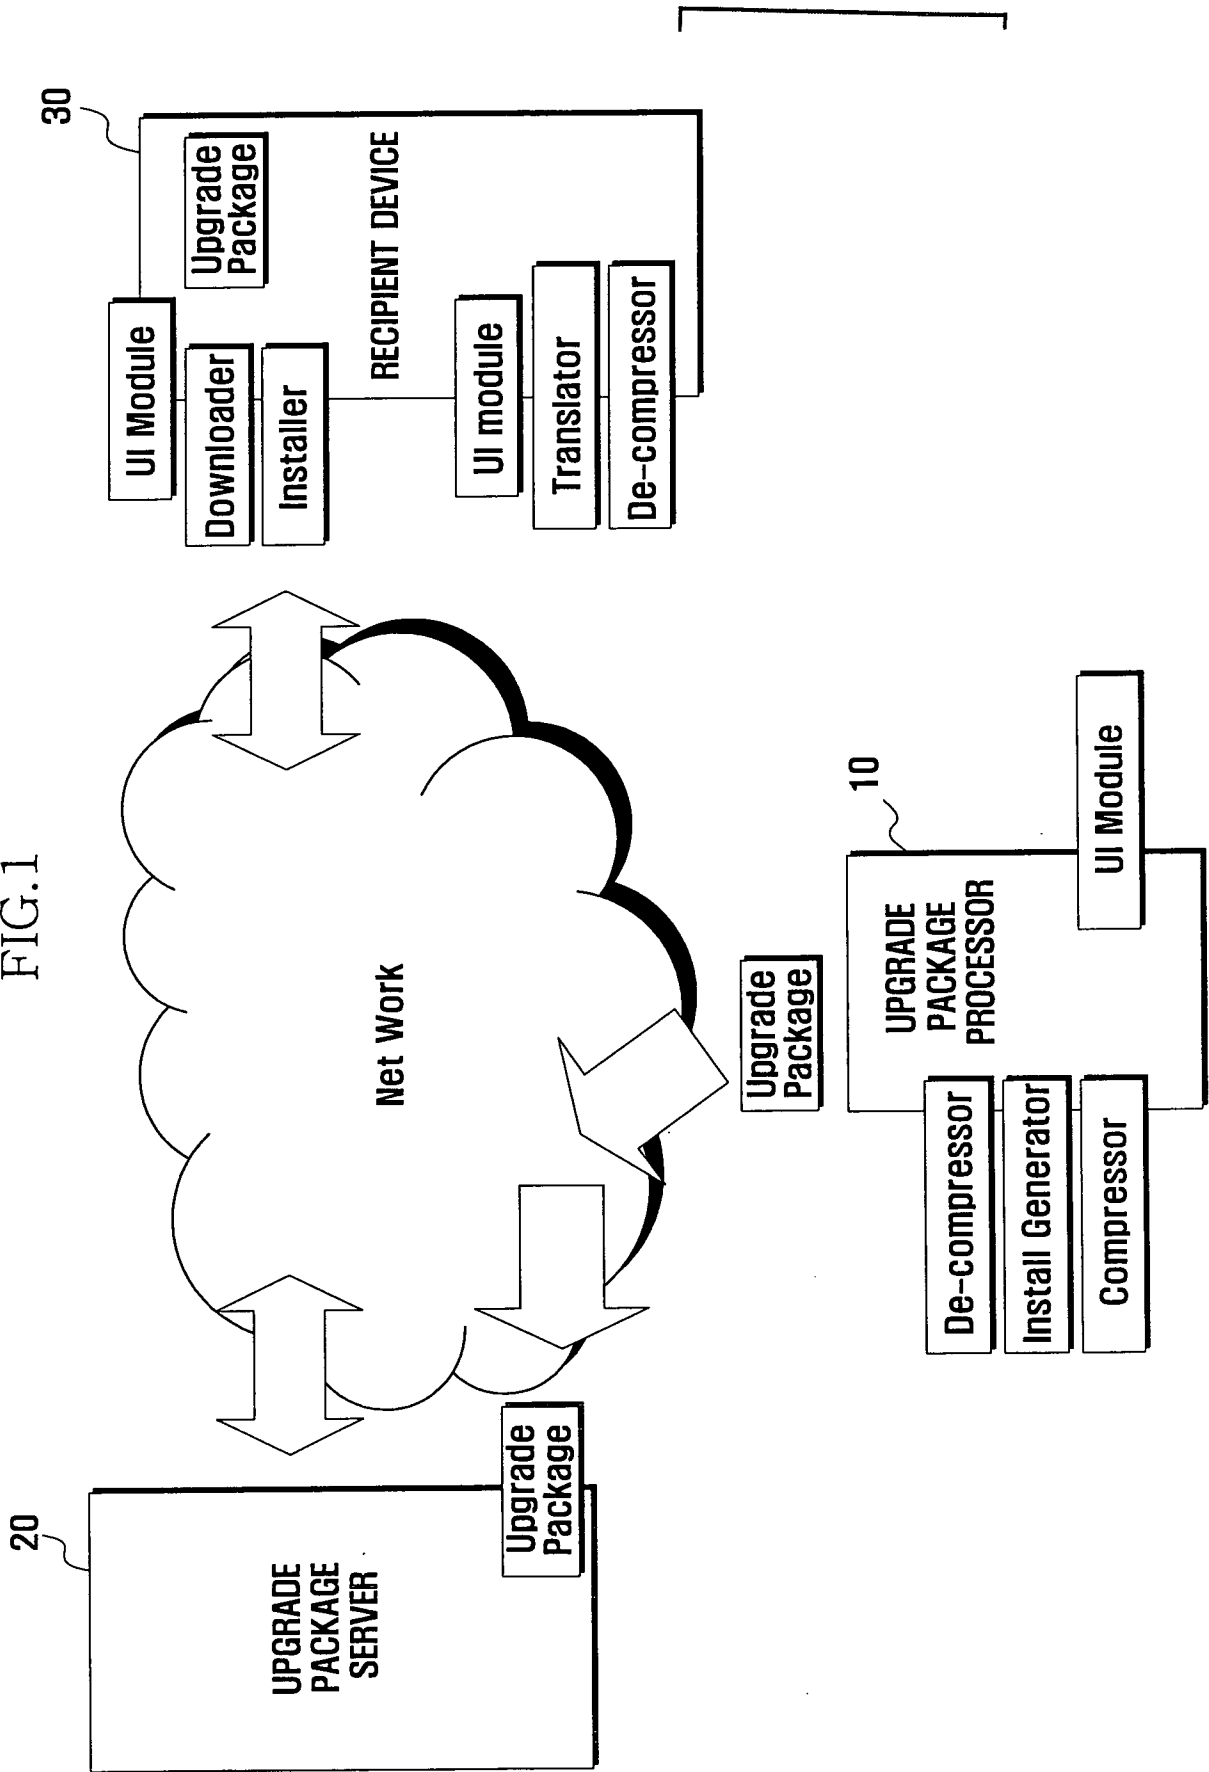 FIG.1
20
UPGRADE
PACKAGE
SERVER
Upgrade
Package
Net Work
30
UI Module
Downloader
Installer
Upgrade
Package
RECIPIENT DEVICE
UI module
Translator
De-compressor
Upgrade
Package
10
UPGRADE
PACKAGE
PROCESSOR
De-compressor
Install Generator
Compressor
UI Module